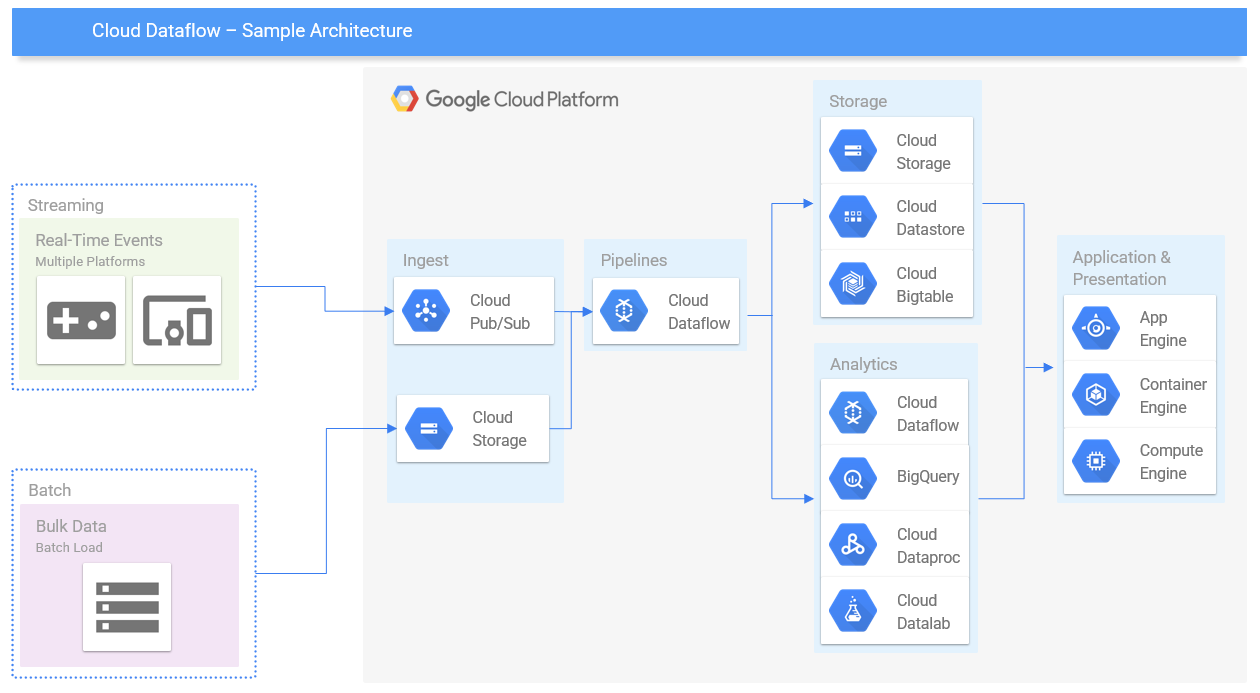 Cloud Dataflow – Sample Architecture
Google Cloud Platform
Streaming
Real-Time Events
Multiple Platforms
Batch
Bulk Data
Batch Load
Ingest
Cloud
Pub/Sub
Cloud
Storage
Pipelines
Cloud
Dataflow
Storage
Cloud
Storage
Cloud
Datastore
Cloud
Bigtable
Analytics
Cloud
Dataflow
BigQuery
Cloud
Dataproc
Cloud
Datalab
Application &
Presentation
App
Engine
Container
Engine
Compute
Engine